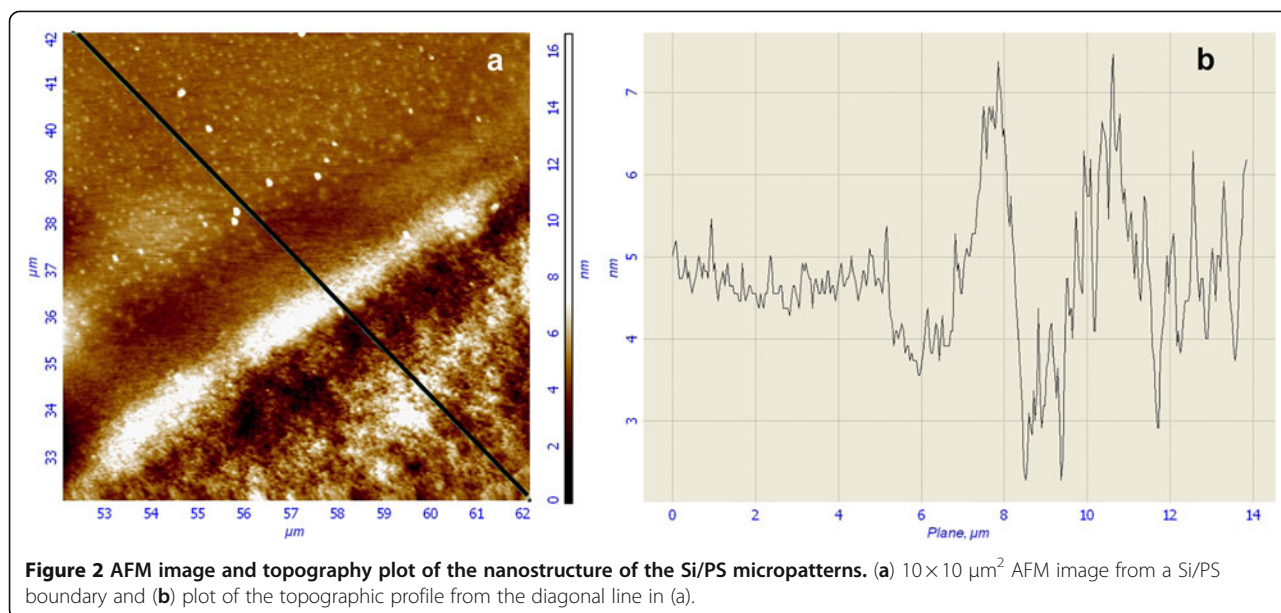 a
42
41
40
39
38
37
36
35
34
33
µm
53 54 55 56 57 58 59 60 61 62
µm
16
14
12
10
8
6
4
2
0
nm
b
7
6
5
4
3
nm
0 2 4 6 8 10 12 14
Plane, µm
Figure 2 AFM image and topography plot of the nanostructure of the Si/PS micropatterns. (a) 10 × 10 µm² AFM image from a Si/PS
boundary and (b) plot of the topographic profile from the diagonal line in (a).